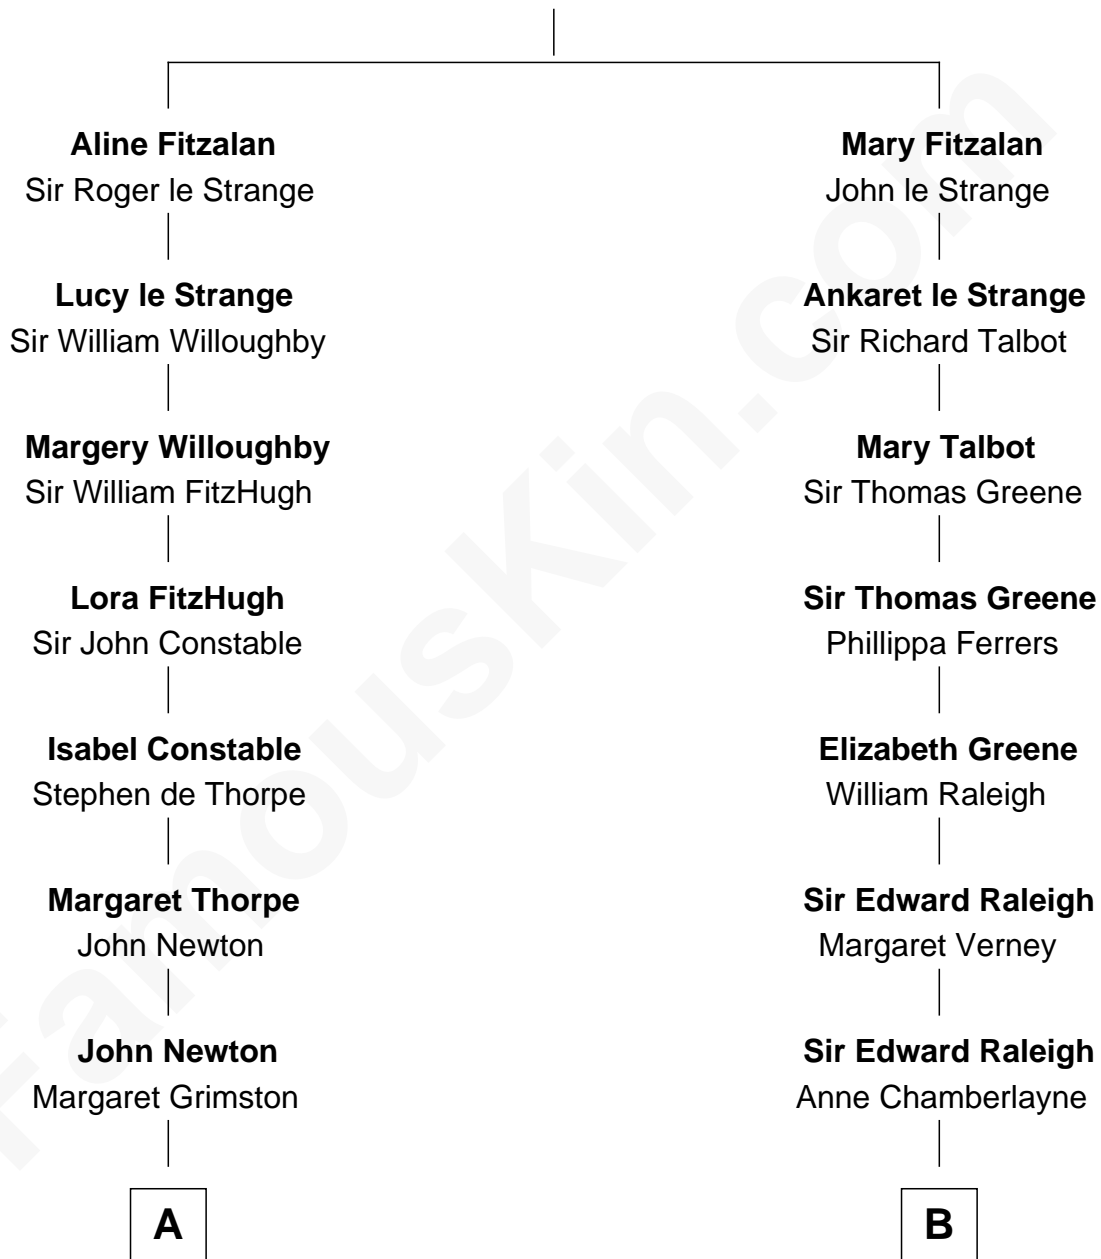 Aline Fitzalan
Sir Roger le Strange
Mary Fitzalan
John le Strange
Lucy le Strange
Sir William Willoughby
Ankaret le Strange
Sir Richard Talbot
Margery Willoughby
Sir William FitzHugh
Mary Talbot
Sir Thomas Greene
Lora FitzHugh
Sir John Constable
Sir Thomas Greene
Phillippa Ferrers
Isabel Constable
Stephen de Thorpe
Elizabeth Greene
William Raleigh
Margaret Thorpe
John Newton
Sir Edward Raleigh
Margaret Verney
John Newton
Margaret Grimston
Sir Edward Raleigh
Anne Chamberlayne
A
B
FamousKin.com